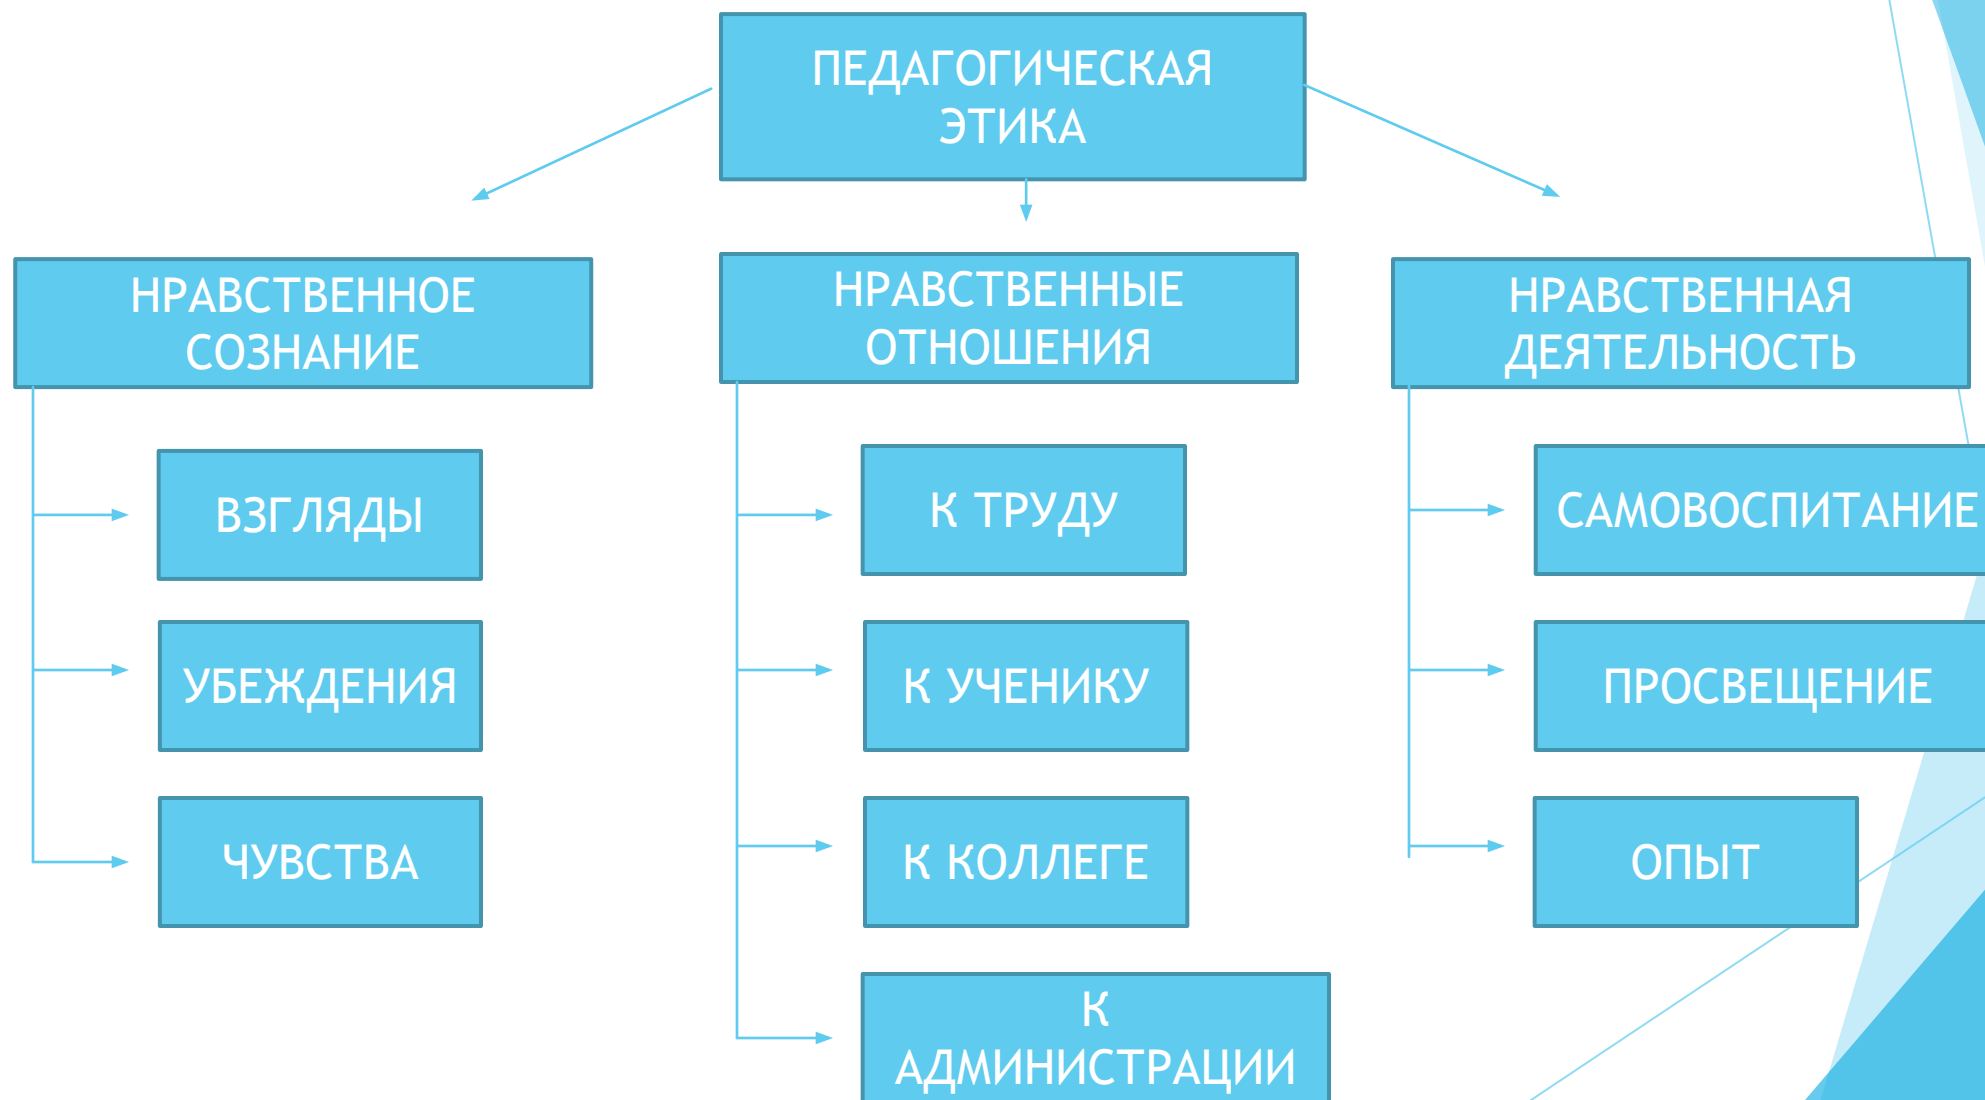 ПЕДАГОГИЧЕСКАЯ
ЭТИКА
НРАВСТВЕННОЕ
СОЗНАНИЕ
ВЗГЛЯДЫ
УБЕЖДЕНИЯ
ЧУВСТВА
НРАВСТВЕННЫЕ
ОТНОШЕНИЯ
К ТРУДУ
К УЧЕНИКУ
К КОЛЛЕГЕ
К
АДМИНИСТРАЦИИ
НРАВСТВЕННАЯ
ДЕЯТЕЛЬНОСТЬ
САМОВОСПИТАНИЕ
ПРОСВЕЩЕНИЕ
ОПЫТ